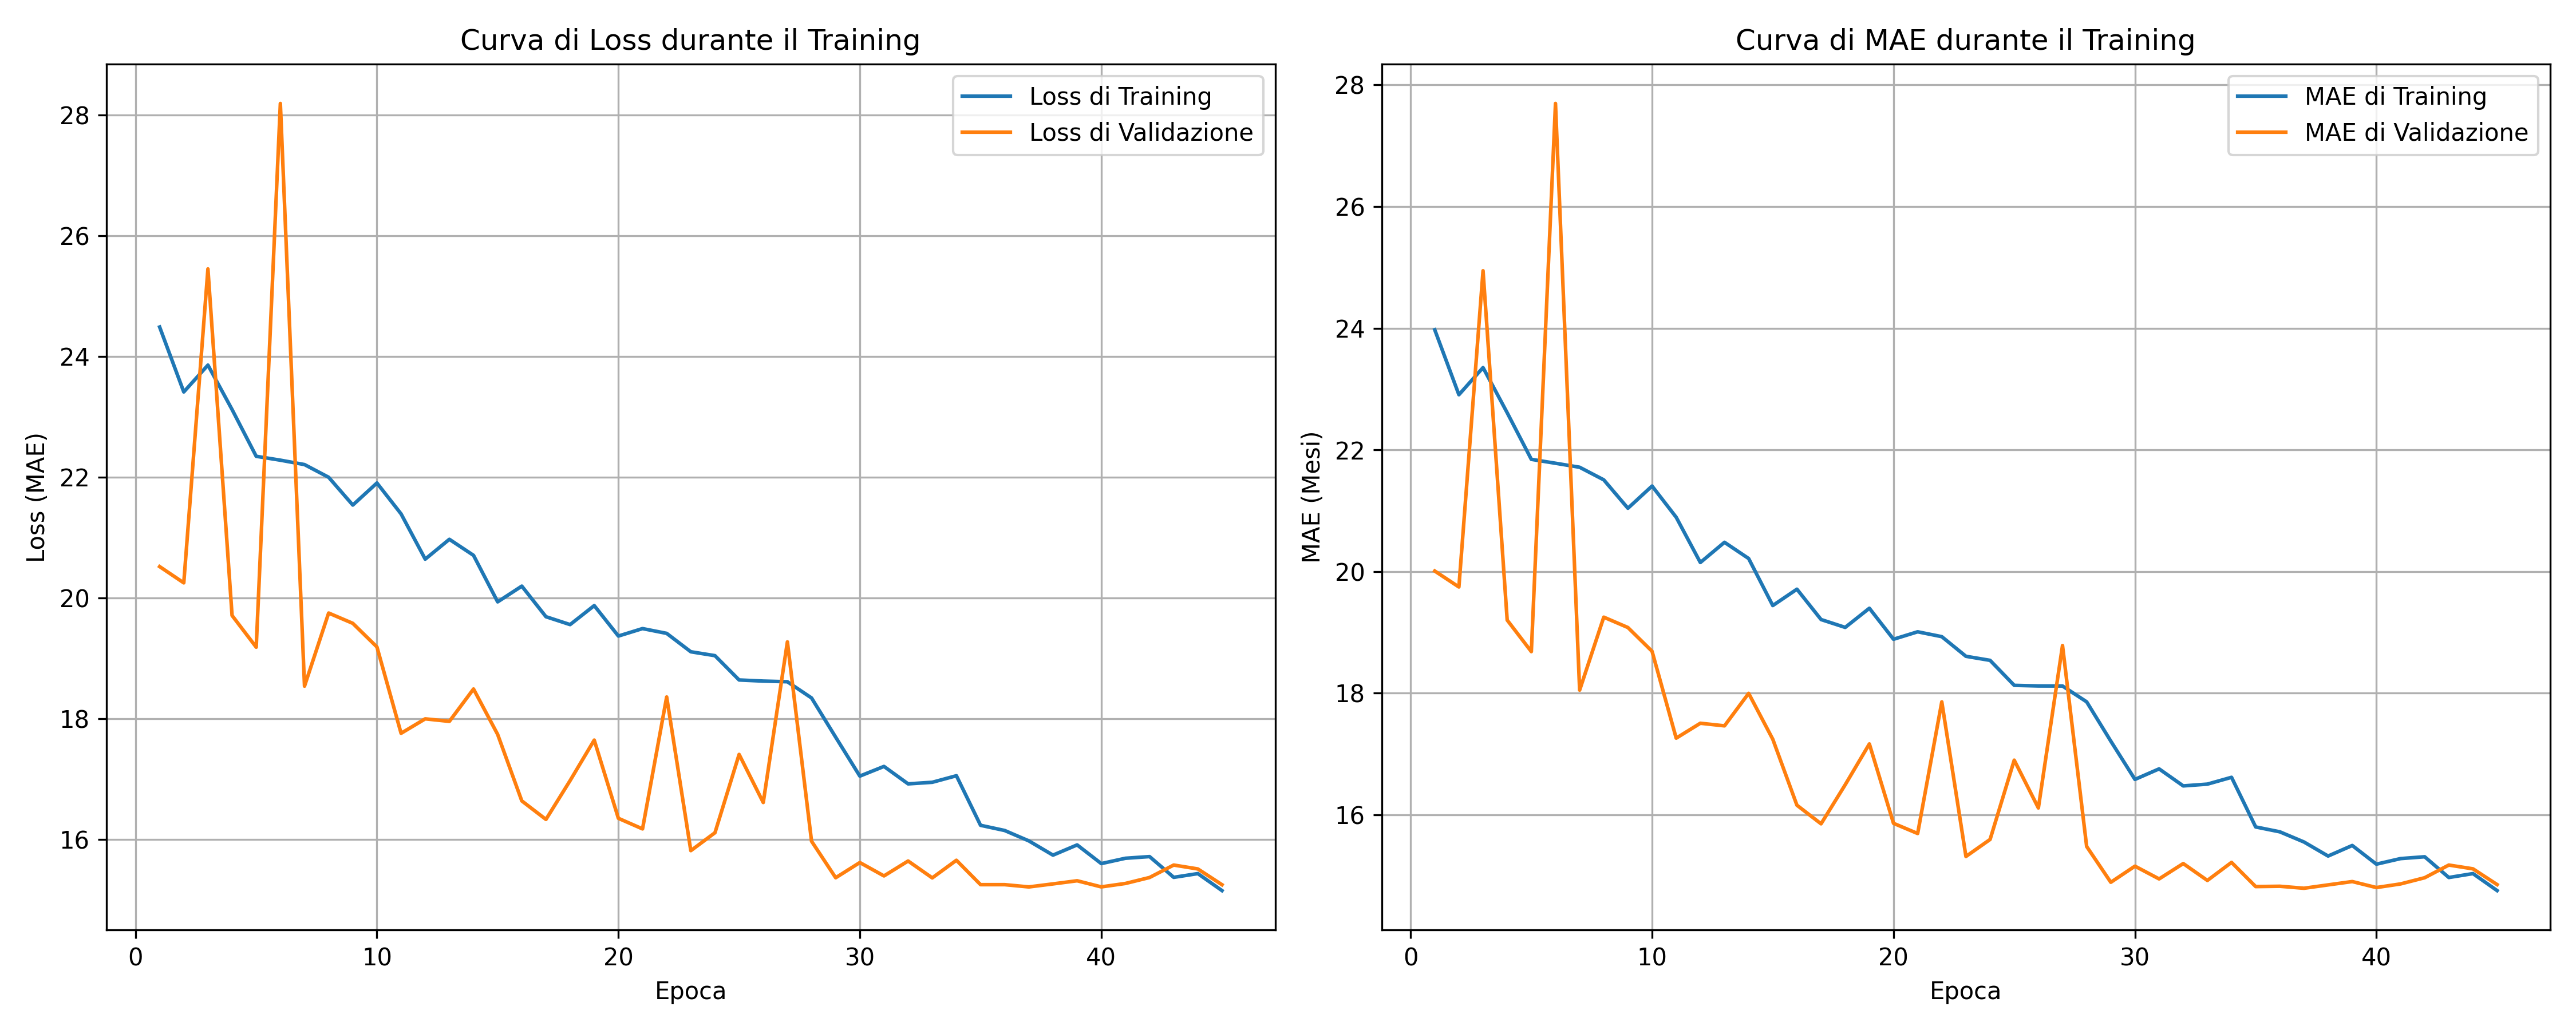 Curva di Loss durante il Training
Loss di Training
Loss di Validazione
28
26
24
22
20
18
16
Loss (MAE)
0 10 20 30 40
Epoca
Curva di MAE durante il Training
MAE di Training
MAE di Validazione
28
26
24
22
20
18
16
MAE (Mesi)
0 10 20 30 40
Epoca